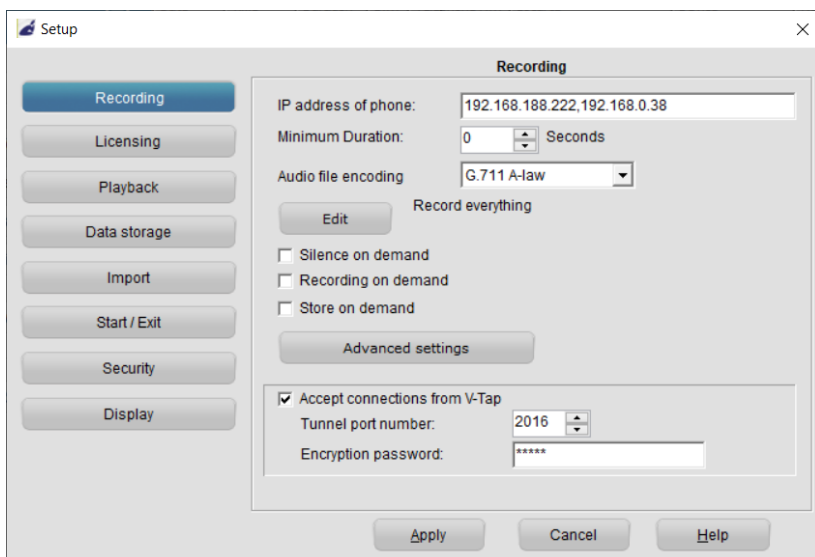 Setup
Recording
Licensing
Playback
Data storage
Import
Start / Exit
Security
Display
Recording
IP address of phone: 192.168.188.222,192.168.0.38
Minimum Duration: 0 Seconds
Audio file encoding G.711 A-law
Edit Record everything
Silence on demand
Recording on demand
Store on demand
Advanced settings
Accept connections from V-Tap
Tunnel port number: 2016
Encryption password: *****
Apply Cancel Help